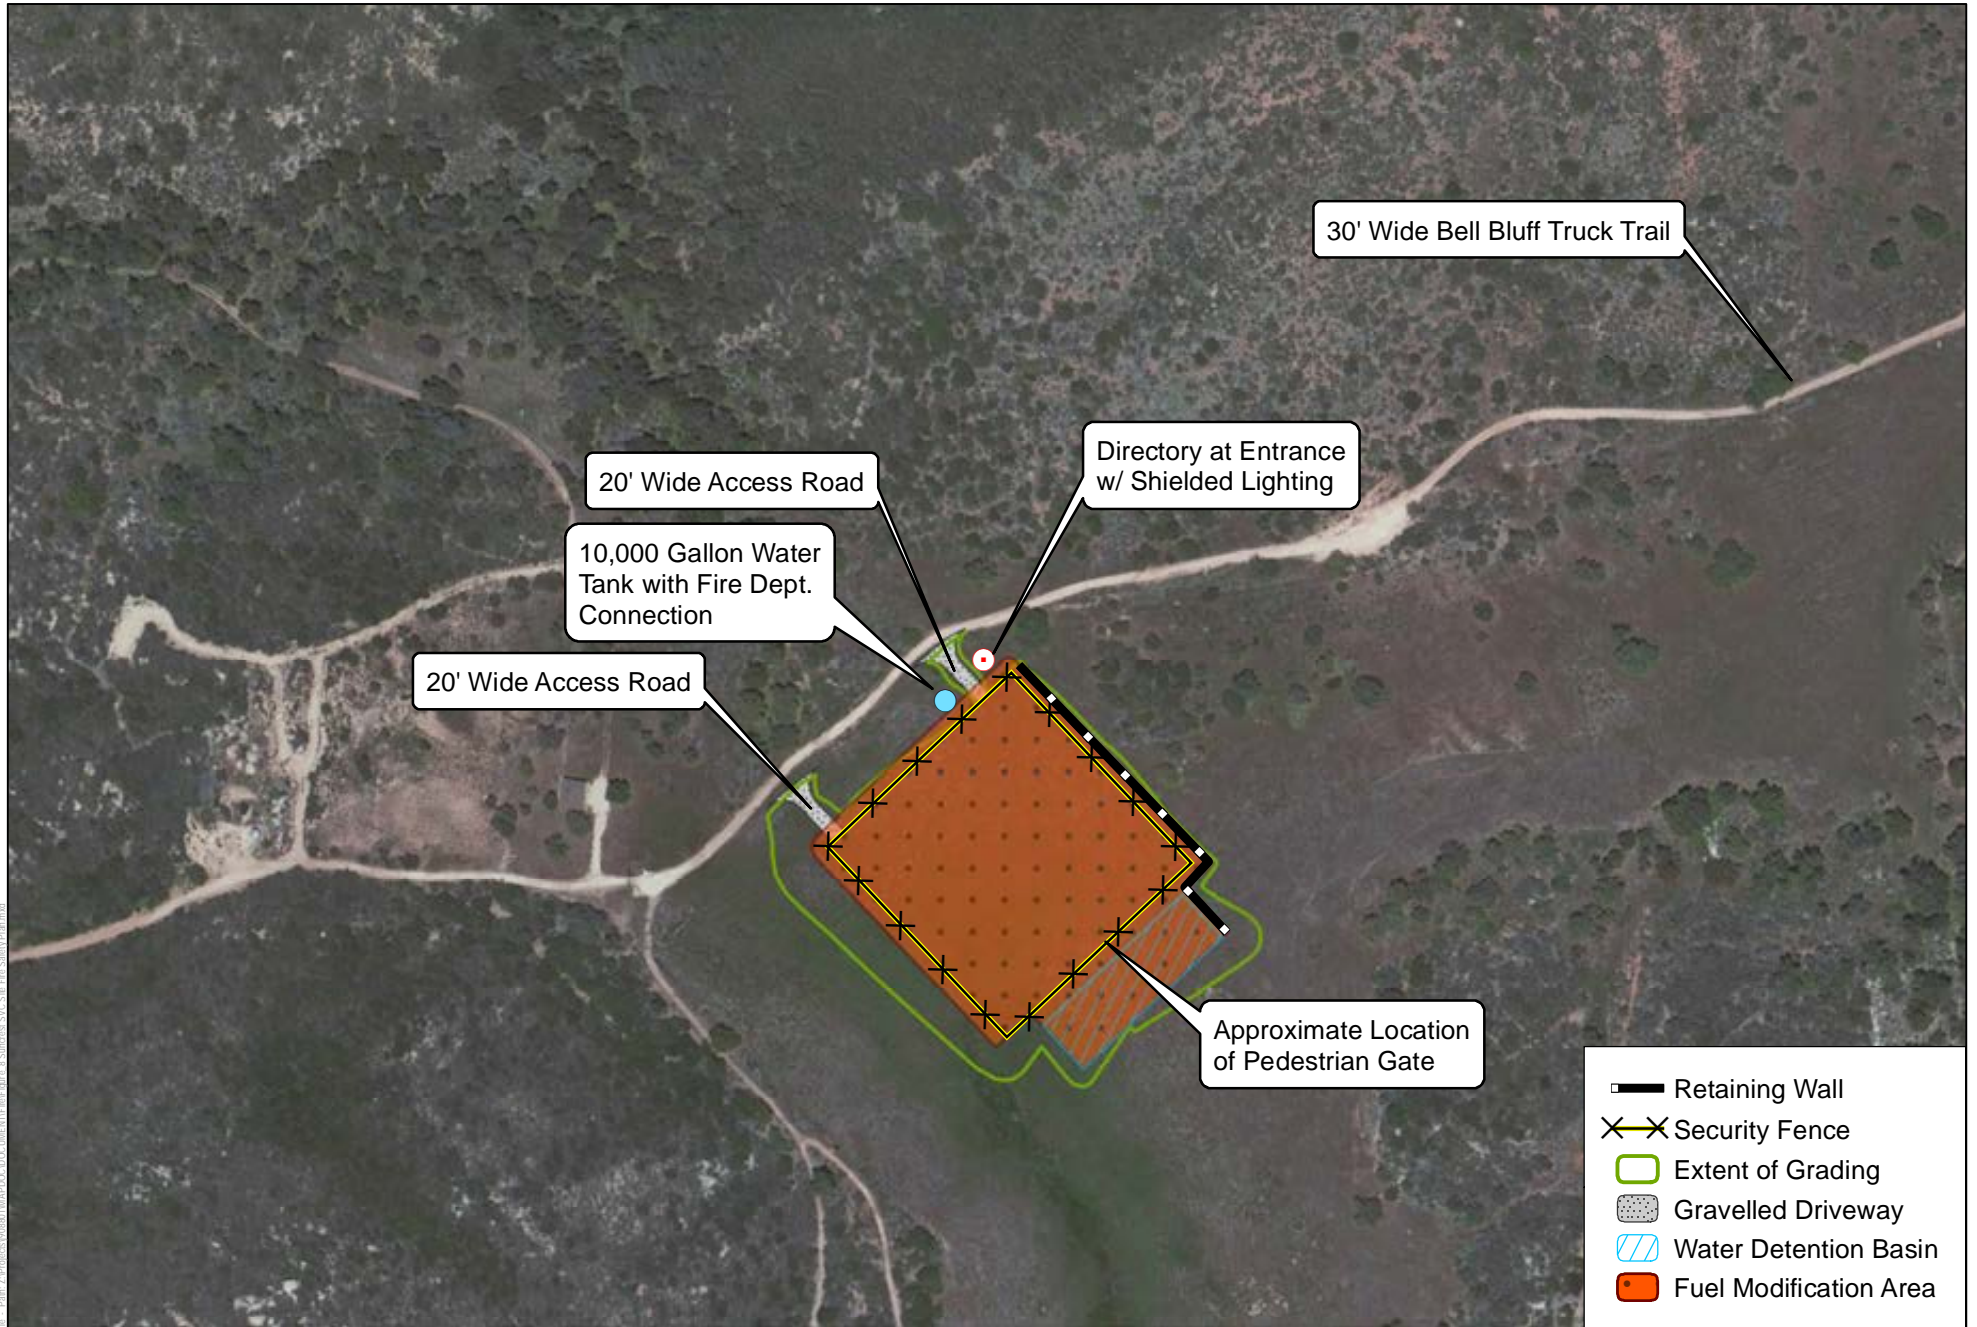 30' Wide Bell Bluff Truck Trail
Directory at Entrance
w/ Shielded Lighting
20' Wide Access Road
10,000 Gallon Water
Tank with Fire Dept.
Connection
20' Wide Access Road
Approximate Location
of Pedestrian Gate
Retaining Wall
Security Fence
Extent of Grading
Gravelled Driveway
Water Detention Basin
Fuel Modification Area